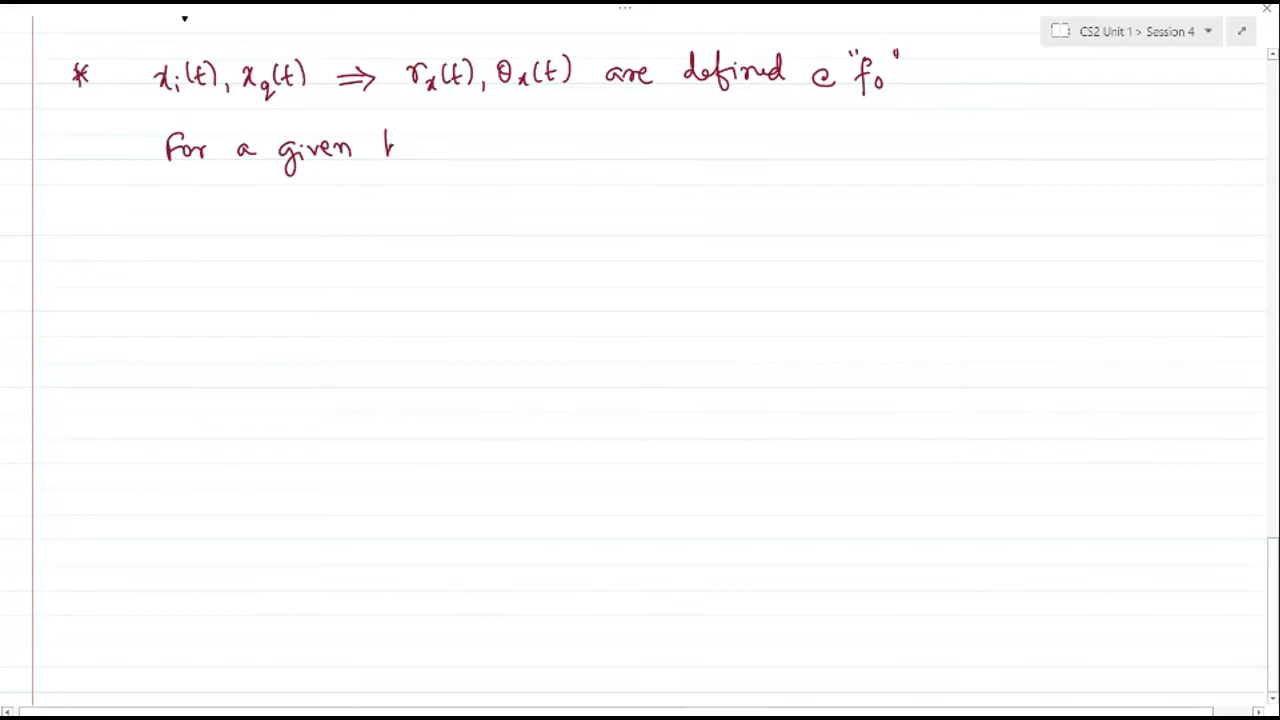 CS2 Unit 1 > Session 4
* x_i(t), x_q(t) ⇒ r_x(t), θ_x(t) are defined @ "f_0"
For a given